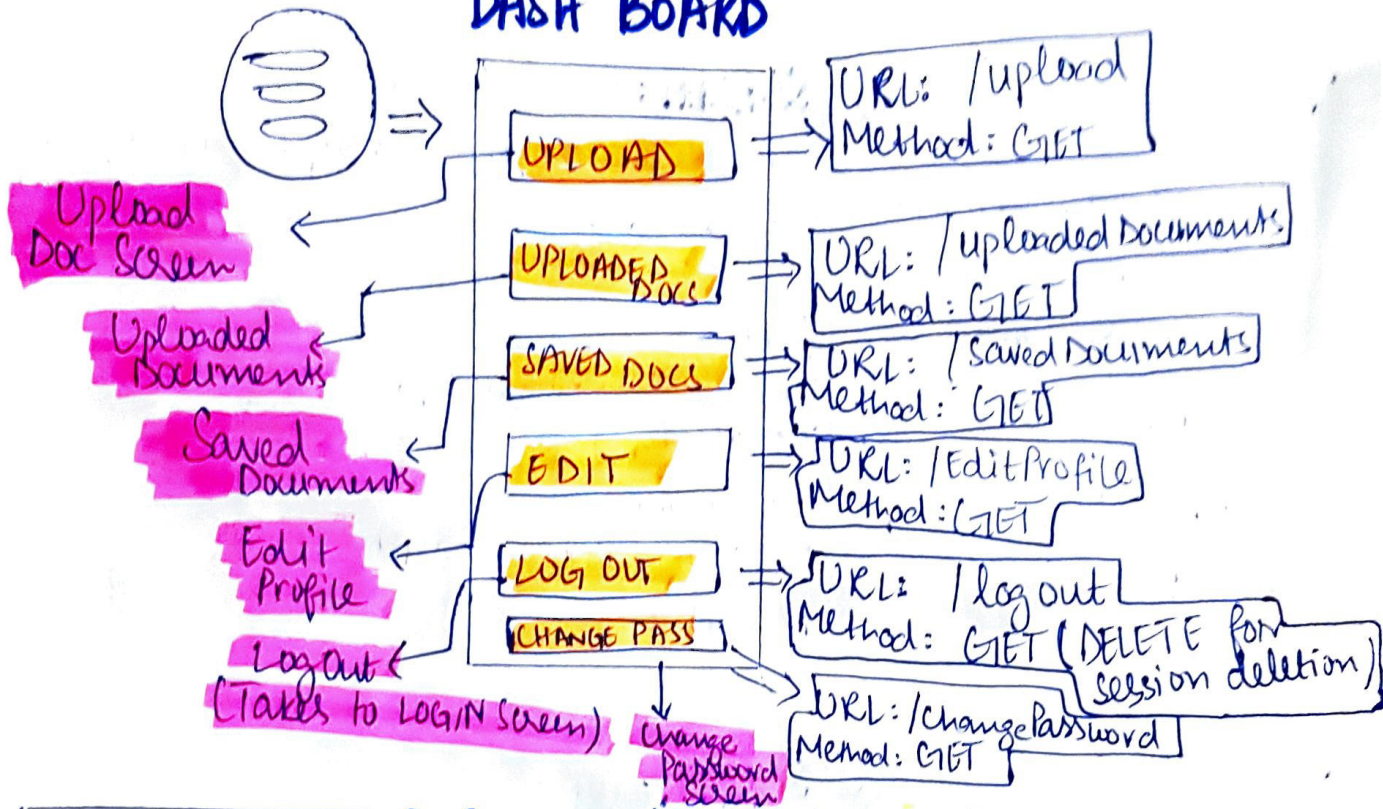 DASH BOARD
UPLOAD
URL: /upload
Method: GET
Upload
Doc Screen
UPLOADED
DOCS
URL: /uploadedDocuments
Method: GET
Uploaded
Documents
SAVED DOCS
URL: /savedDocuments
Method: GET
Saved
Documents
EDIT
URL: /EditProfile
Method: GET
Edit
Profile
LOG OUT
URL: /logout
Method: GET (DELETE for
session deletion)
LogOut
(Takes to LOGIN Screen)
CHANGE PASS
URL: /changePassword
Method: GET
change
Password
screen